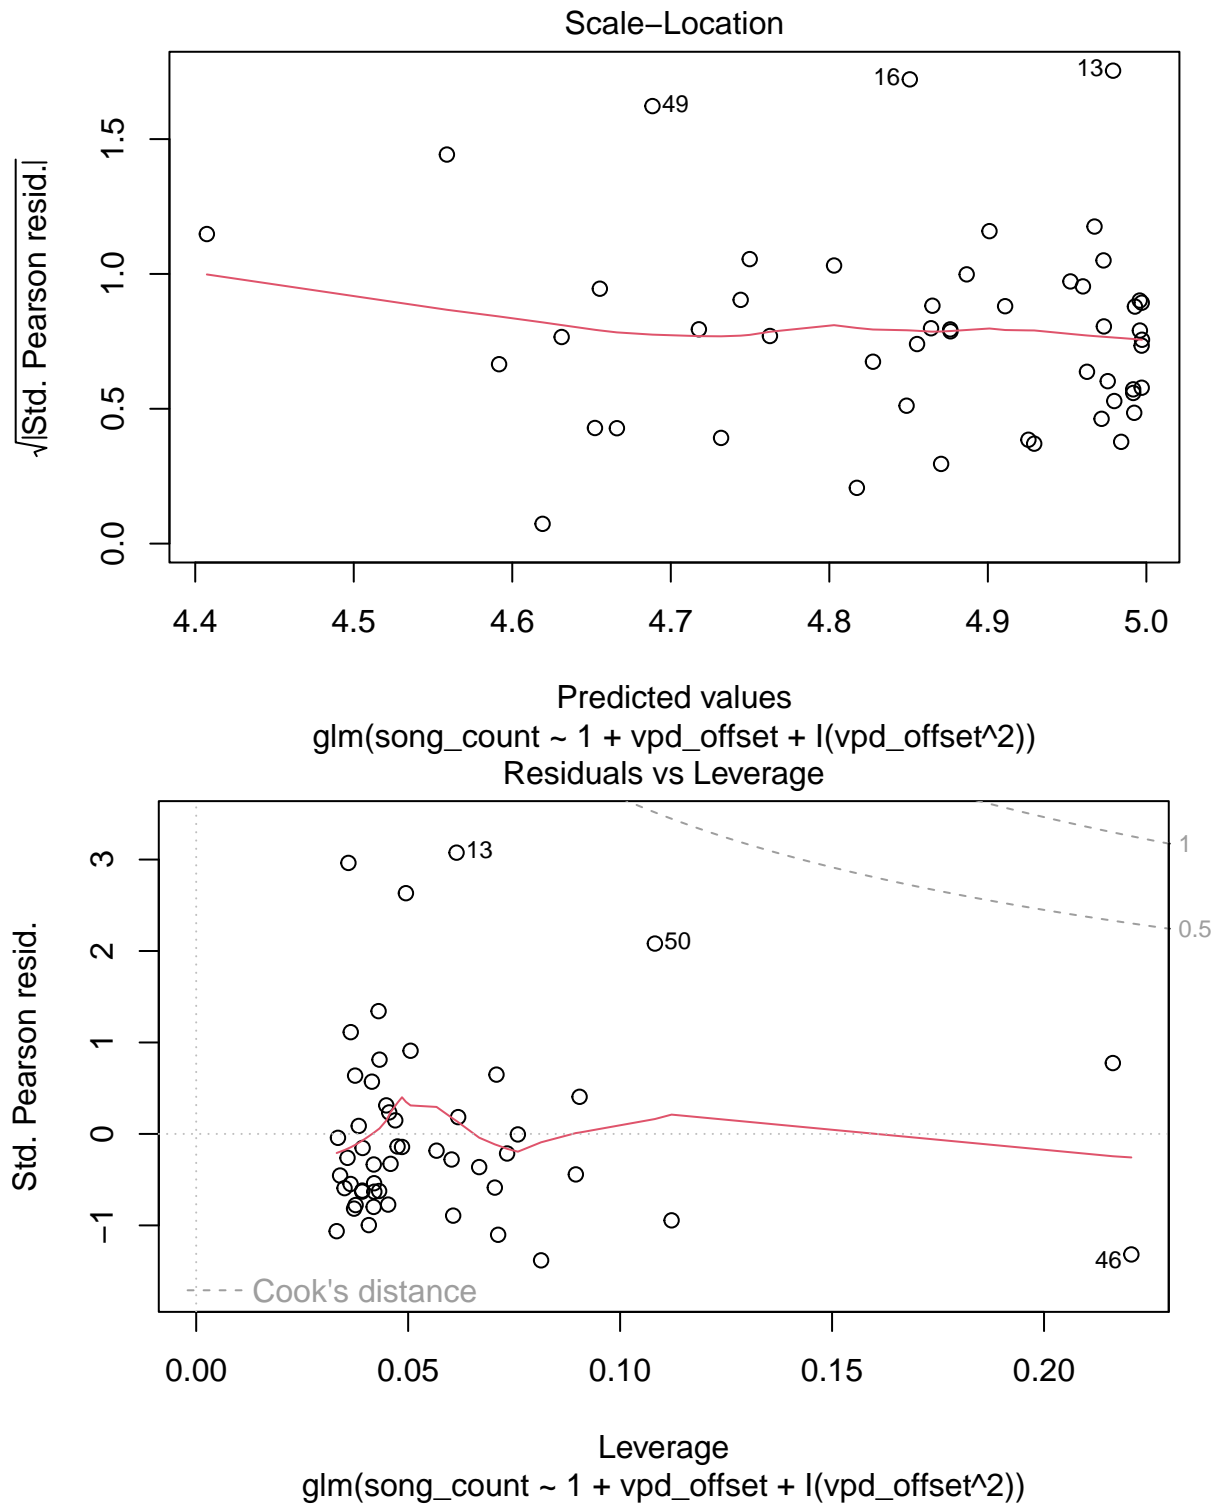 Scale−Location
16
13
49
√|Std. Pearson resid.|
0.0
0.5
1.0
1.5
4.4 4.5 4.6 4.7 4.8 4.9 5.0
Predicted values
glm(song_count ~ 1 + vpd_offset + I(vpd_offset^2))
Residuals vs Leverage
1
0.5
13
50
46
Std. Pearson resid.
−1
0
1
2
3
Cook's distance
0.00 0.05 0.10 0.15 0.20
Leverage
glm(song_count ~ 1 + vpd_offset + I(vpd_offset^2))